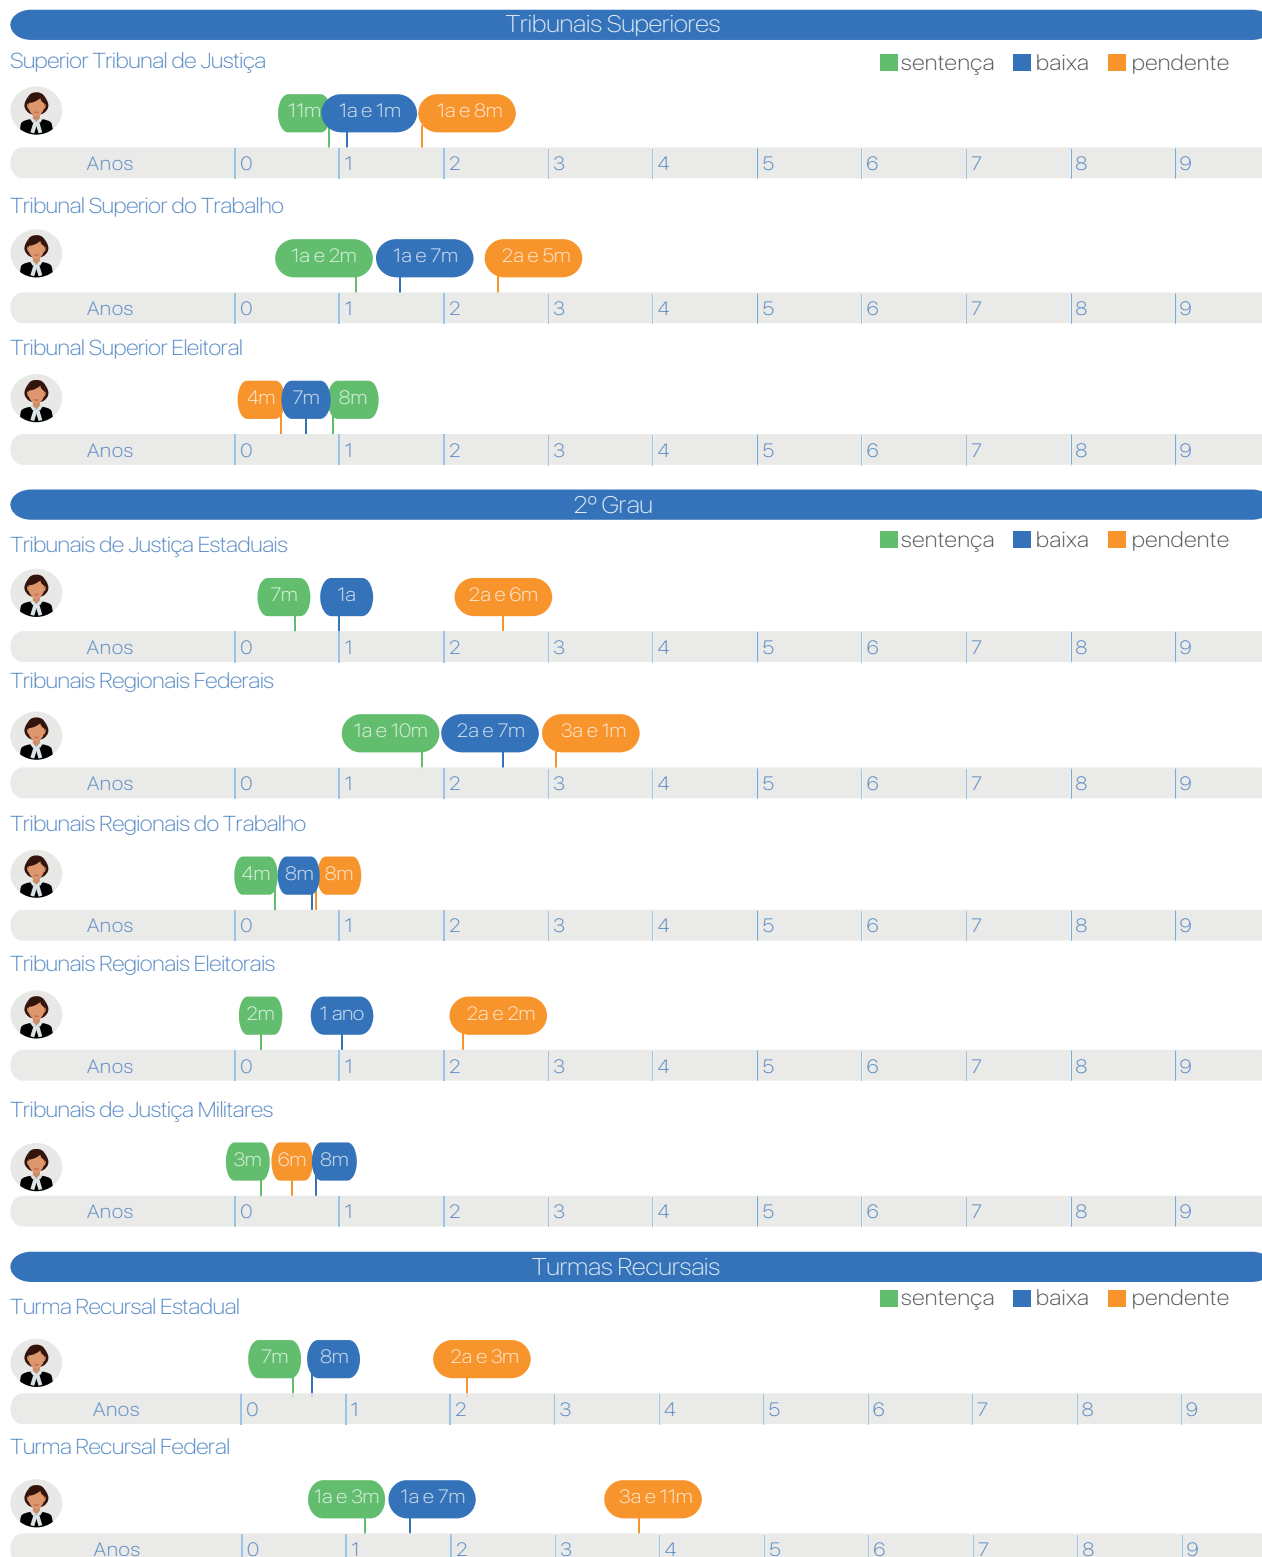 Tribunais Superiores
Superior Tribunal de Justiça
sentença baixa pendente
11m 1a e 1m 1a e 8m
Anos 0 1 2 3 4 5 6 7 8 9
Tribunal Superior do Trabalho
1a e 2m 1a e 7m 2a e 5m
Anos 0 1 2 3 4 5 6 7 8 9
Tribunal Superior Eleitoral
4m 7m 8m
Anos 0 1 2 3 4 5 6 7 8 9
2º Grau
Tribunais de Justiça Estaduais
sentença baixa pendente
7m 1a 2a e 6m
Anos 0 1 2 3 4 5 6 7 8 9
Tribunais Regionais Federais
1a e 10m 2a e 7m 3a e 1m
Anos 0 1 2 3 4 5 6 7 8 9
Tribunais Regionais do Trabalho
4m 8m 8m
Anos 0 1 2 3 4 5 6 7 8 9
Tribunais Regionais Eleitorais
2m 1 ano 2a e 2m
Anos 0 1 2 3 4 5 6 7 8 9
Tribunais de Justiça Militares
3m 6m 8m
Anos 0 1 2 3 4 5 6 7 8 9
Turmas Recursais
Turma Recursal Estadual
sentença baixa pendente
7m 8m 2a e 3m
Anos 0 1 2 3 4 5 6 7 8 9
Turma Recursal Federal
1a e 3m 1a e 7m 3a e 11m
Anos 0 1 2 3 4 5 6 7 8 9